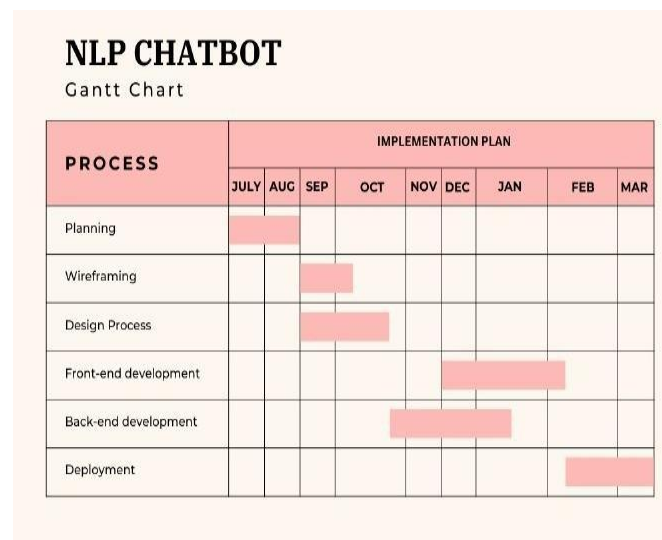 NLP CHATBOT
Gantt Chart
PROCESS
IMPLEMENTATION PLAN
JULY AUG SEP OCT NOV DEC JAN FEB MAR
Planning
Wireframing
Design Process
Front-end development
Back-end development
Deployment